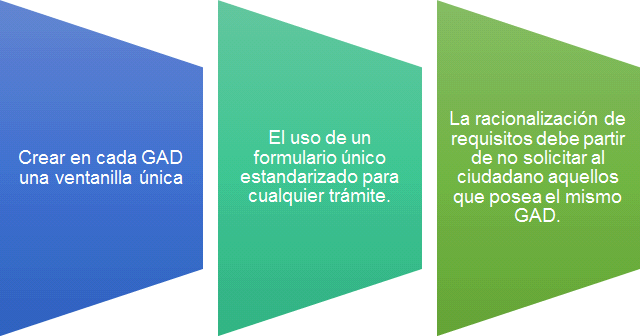 Crear en cada GAD
una ventanilla única
El uso de un
formulario único
estandarizado para
cualquier trámite.
La racionalización de
requisitos debe partir
de no solicitar al
ciudadano aquellos
que posea el mismo
GAD.